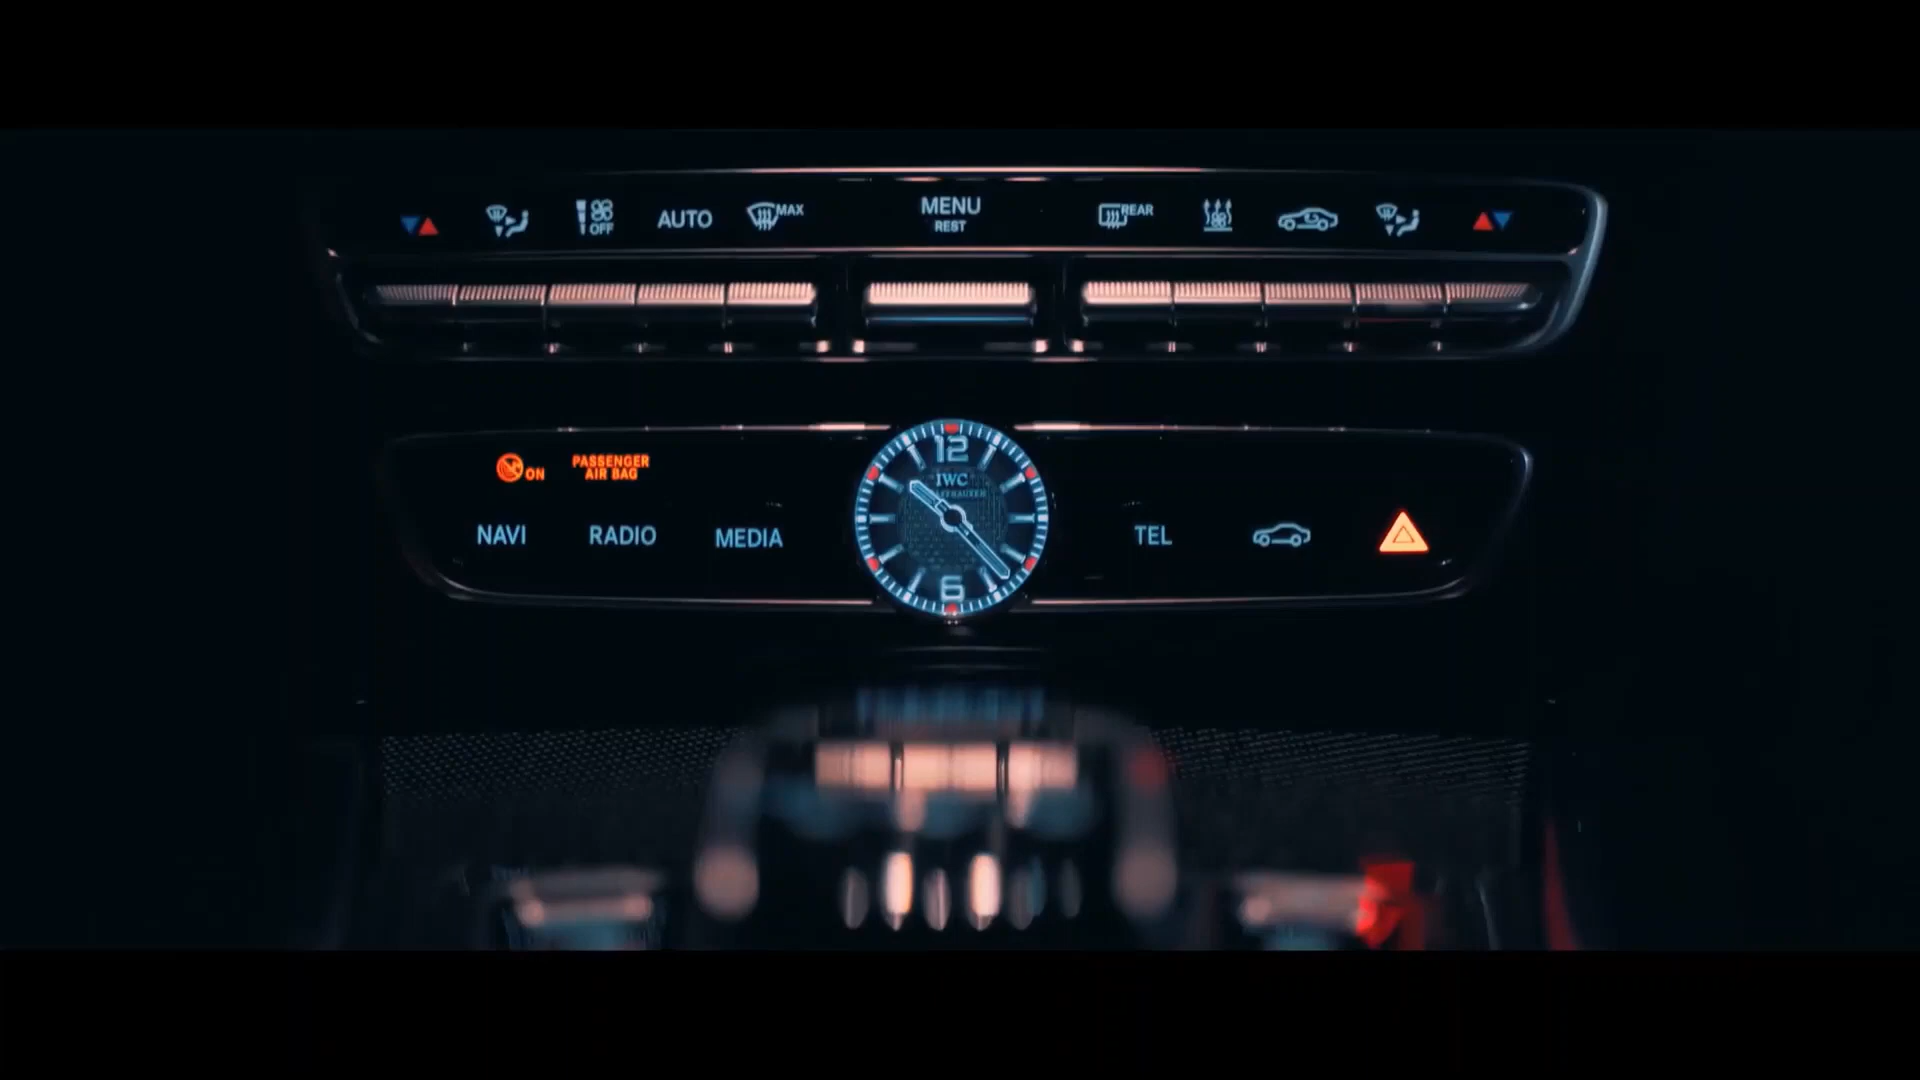 OFF
AUTO
MAX
MENU
REST
REAR
ON
PASSENGER
AIR BAG
NAVI
RADIO
MEDIA
12
IWC
6
TEL